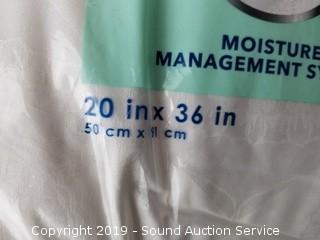 MOISTURE
MANAGEMENT SY
20 in x 36 in
50 cm x 91 cm
Copyright 2019 - Sound Auction Service